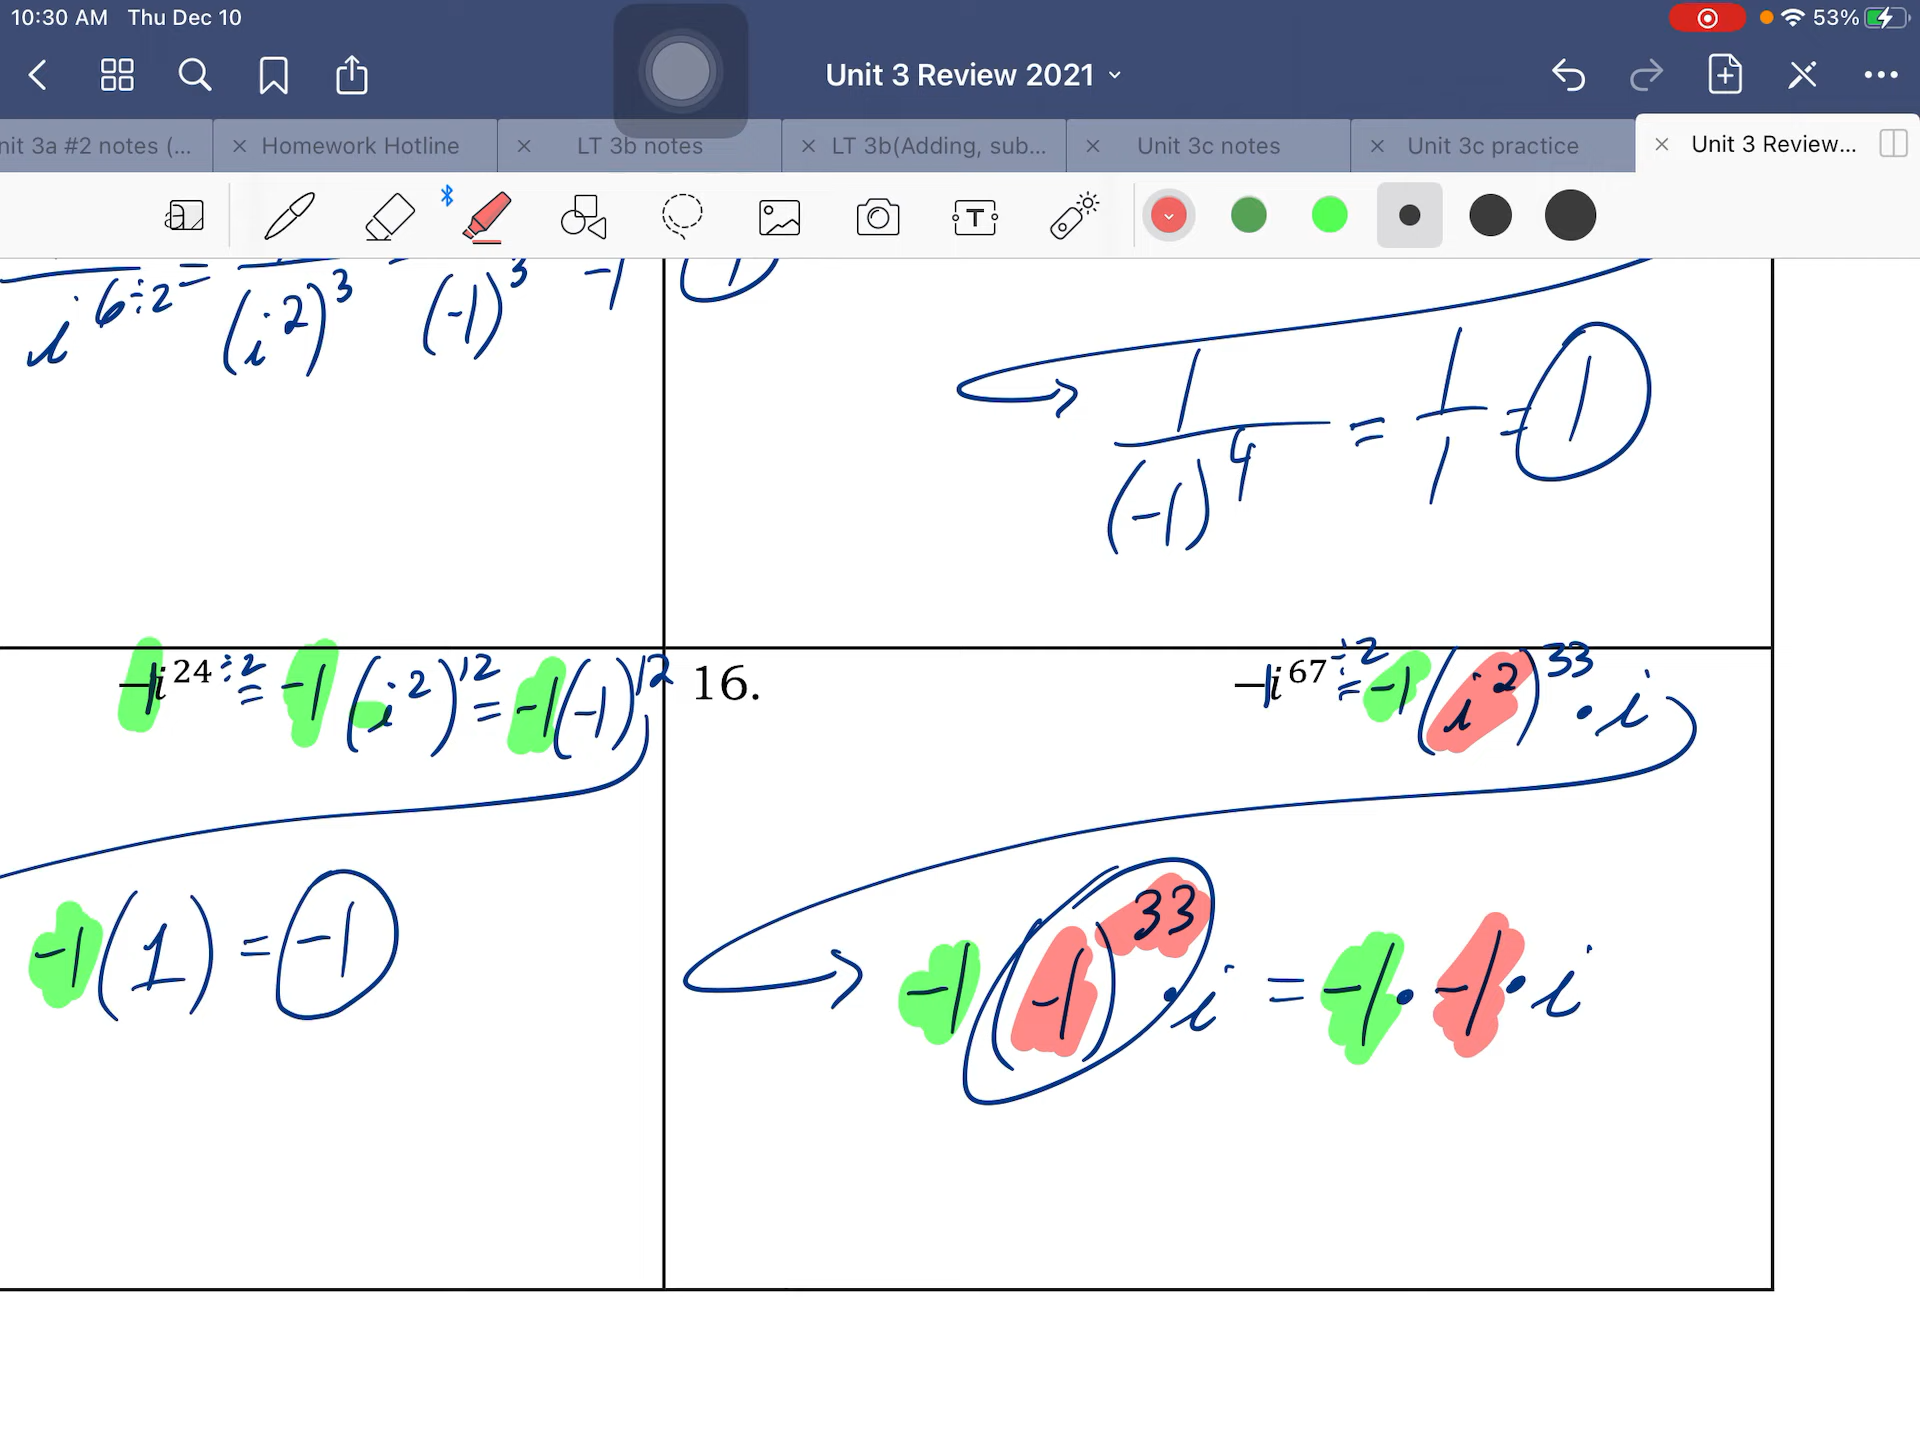 10:30 AM Thu Dec 10
53%
Unit 3 Review 2021
nit 3a #2 notes (...
Homework Hotline
LT 3b notes
LT 3b(Adding, sub...
Unit 3c notes
Unit 3c practice
Unit 3 Review...
i^6÷2 = (i^2)^3 (-1)^3 -1 1
1/(-1)^4 = 1/1 = 1
-1i^24÷2 = -1(i^2)^12 = -1(-1)^12
-1(1) = -1
16. -1i^67÷2 = -1(i^2)^33 • i
-1(-1)^33 • i = -1 • -1 • i